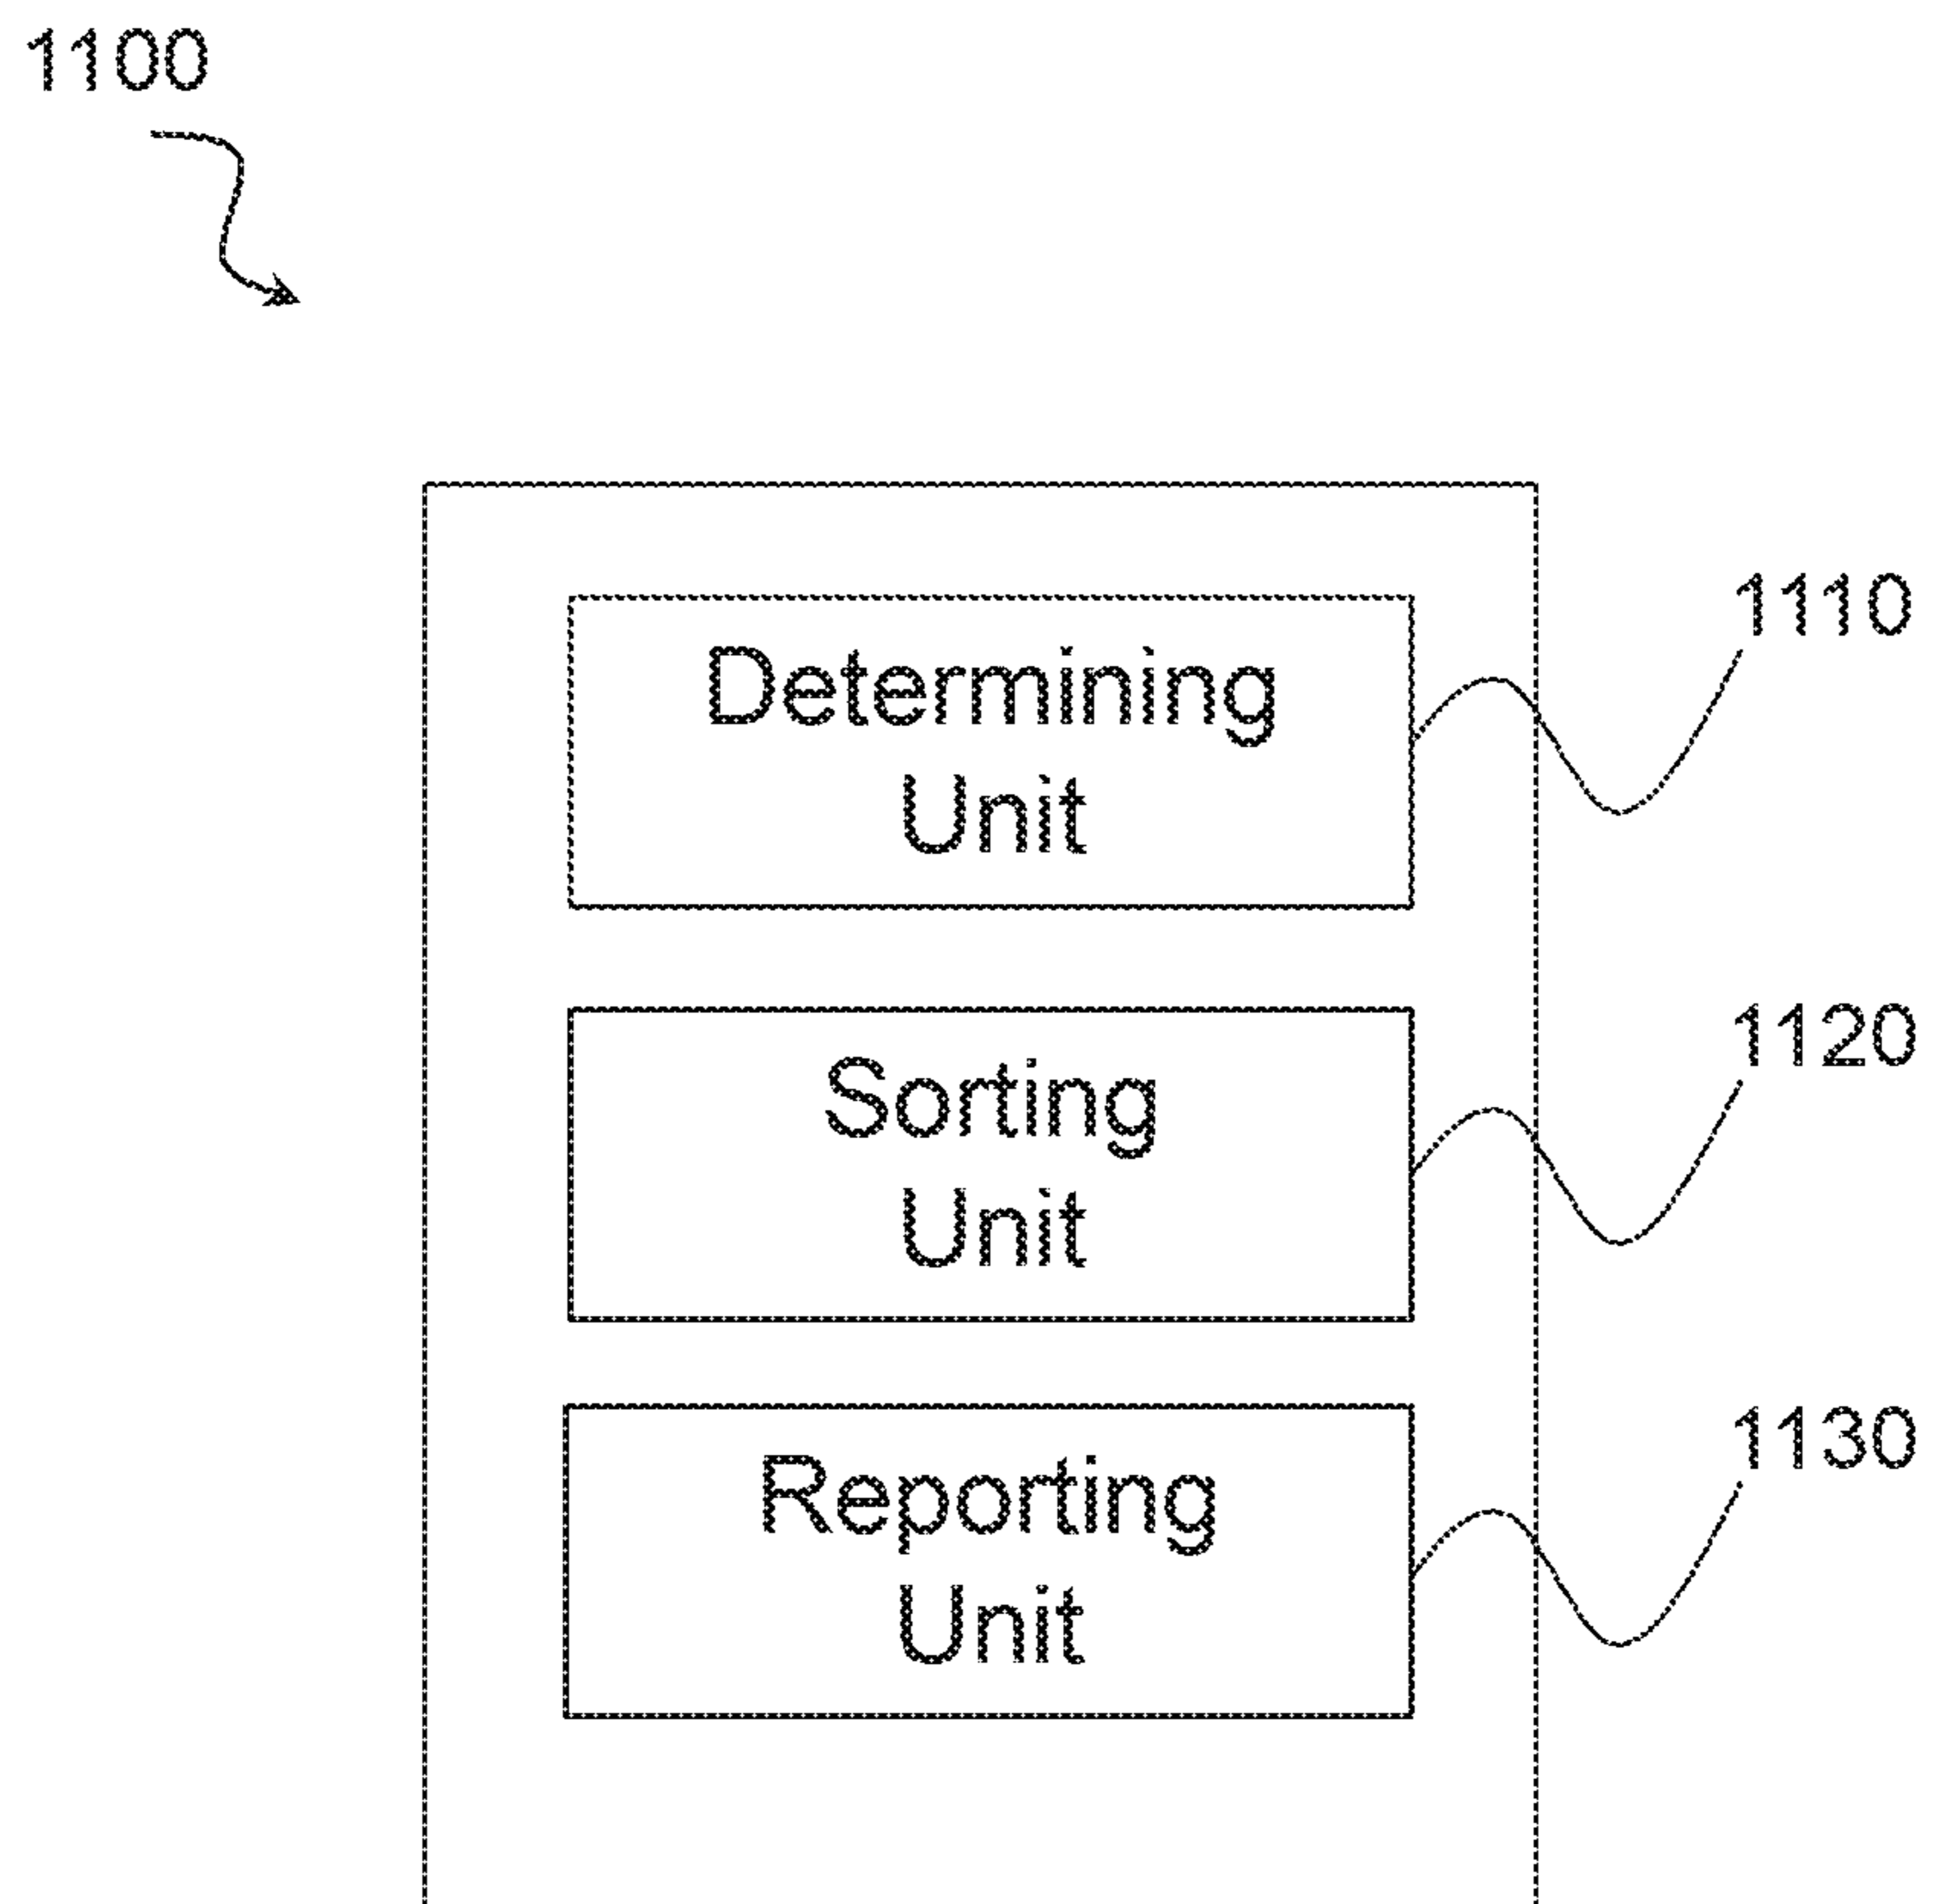 1100
Determining
Unit
1110
Sorting
Unit
1120
Reporting
Unit
1130